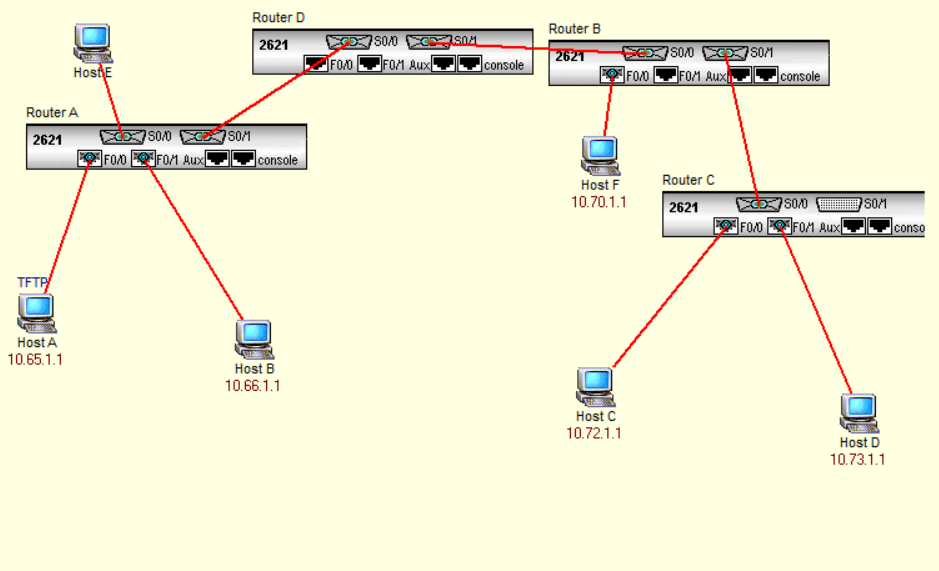 Router D
2621 S0/0 S0/1
F0/0 F0/1 Aux console
Router B
2621 S0/0 S0/1
F0/0 F0/1 Aux console
Host E
Router A
2621 S0/0 S0/1
F0/0 F0/1 Aux console
Host F
10.70.1.1
Router C
2621 S0/0 S0/1
F0/0 F0/1 Aux conso
TFTP
Host A
10.65.1.1
Host B
10.66.1.1
Host C
10.72.1.1
Host D
10.73.1.1